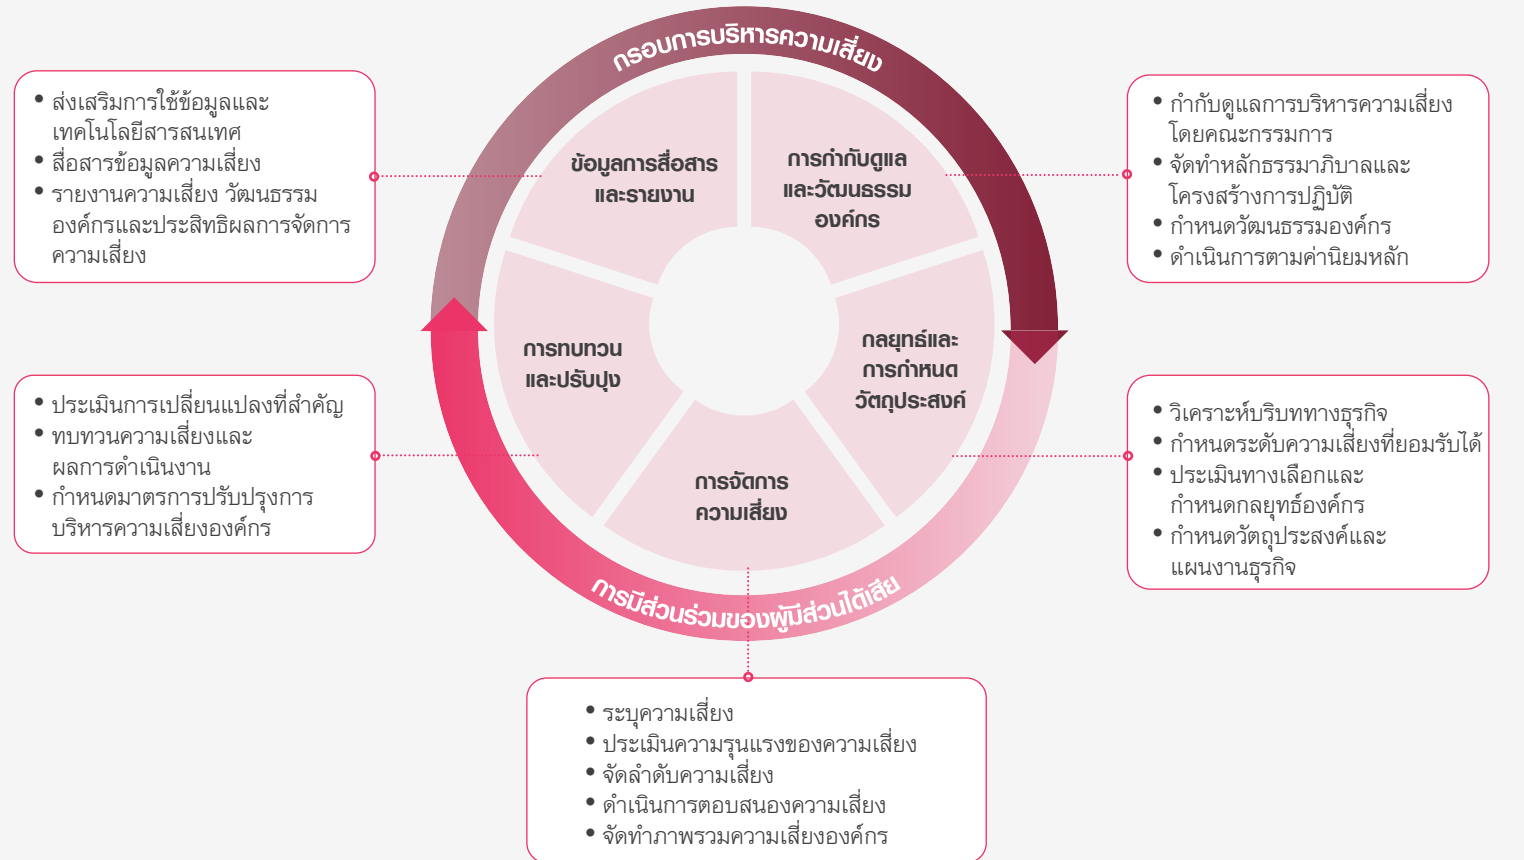 กรอบการบริหารความเสี่ยง
• ส่งเสริมการใช้ข้อมูลและ
เทคโนโลยีสารสนเทศ
• สื่อสารข้อมูลความเสี่ยง
• รายงานความเสี่ยง วัฒนธรรม
องค์กรและประสิทธิผลการจัดการ
ความเสี่ยง
ข้อมูลการสื่อสาร
และรายงาน
การกำกับดูแล
และวัฒนธรรม
องค์กร
• กำกับดูแลการบริหารความเสี่ยง
โดยคณะกรรมการ
• จัดทำหลักธรรมาภิบาลและ
โครงสร้างการปฏิบัติ
• กำหนดวัฒนธรรมองค์กร
• ดำเนินการตามค่านิยมหลัก
การทบทวน
และปรับปุง
กลยุทธ์และ
การกำหนด
วัตถุประสงค์
• ประเมินการเปลี่ยนแปลงที่สำคัญ
• ทบทวนความเสี่ยงและ
ผลการดำเนินงาน
• กำหนดมาตรการปรับปรุงการ
บริหารความเสี่ยงองค์กร
• วิเคราะห์บริบททางธุรกิจ
• กำหนดระดับความเสี่ยงที่ยอมรับได้
• ประเมินทางเลือกและ
กำหนดกลยุทธ์องค์กร
• กำหนดวัตถุประสงค์และ
แผนงานธุรกิจ
การจัดการ
ความเสี่ยง
การมีส่วนร่วมของผู้มีส่วนได้เสีย
• ระบุความเสี่ยง
• ประเมินความรุนแรงของความเสี่ยง
• จัดลำดับความเสี่ยง
• ดำเนินการตอบสนองความเสี่ยง
• จัดทำภาพรวมความเสี่ยงองค์กร